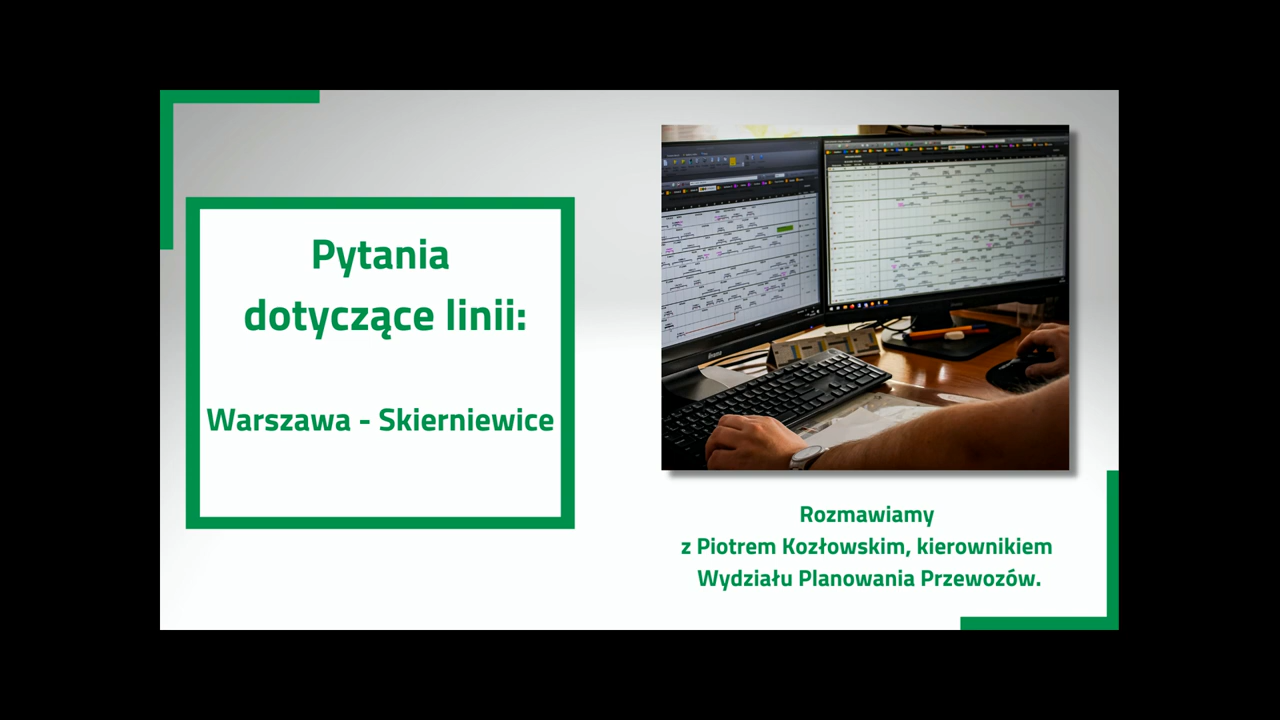 Pytania
dotyczące linii:
Warszawa - Skierniewice
Rozmawiamy
z Piotrem Kozłowskim, kierownikiem
Wydziału Planowania Przewozów.